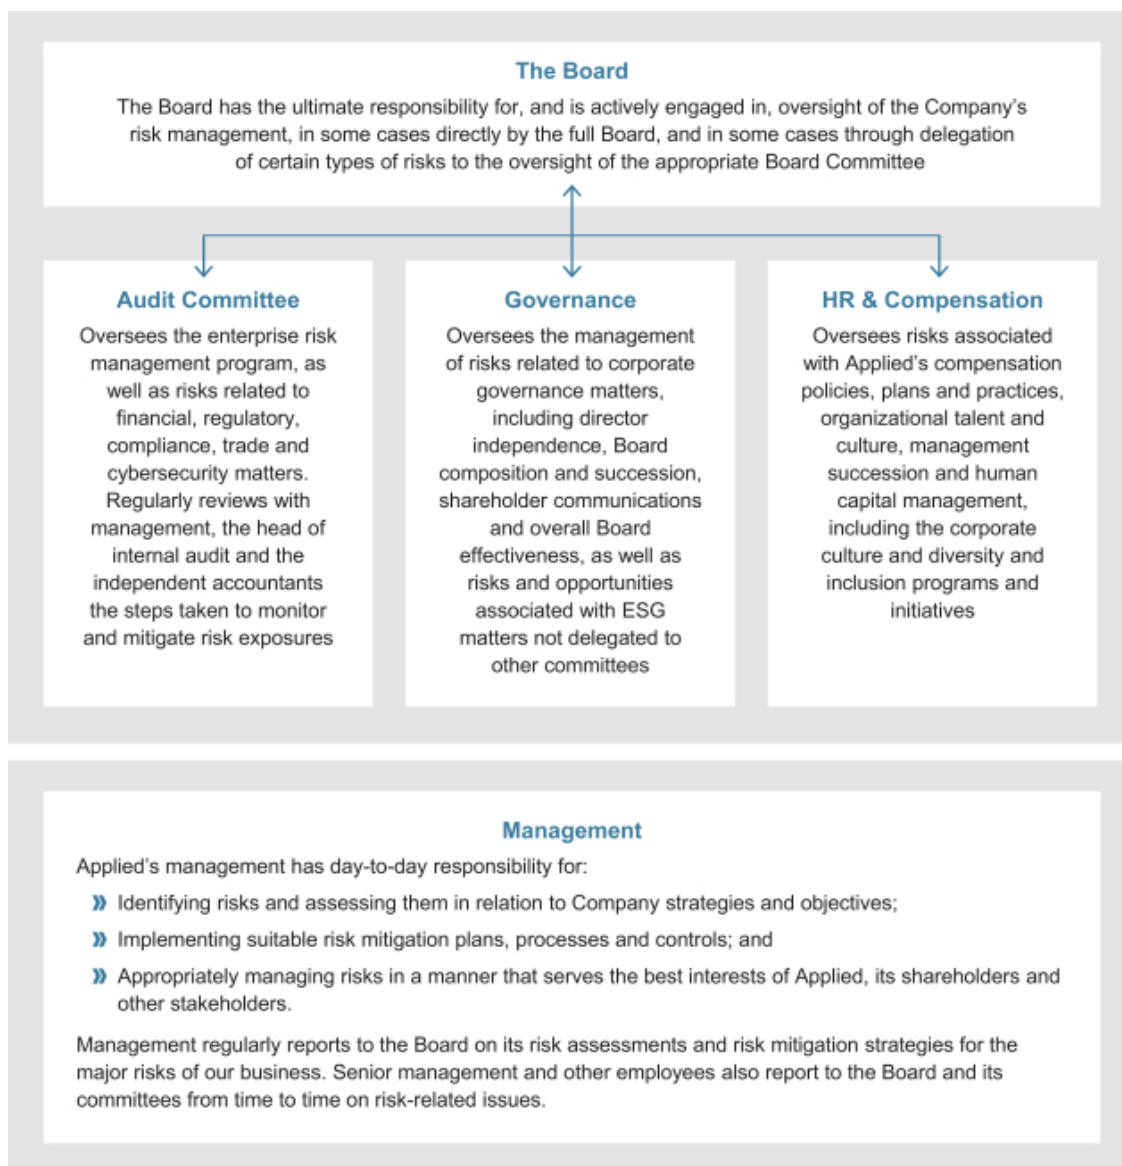 The Board
The Board has the ultimate responsibility for, and is actively engaged in, oversight of the Company's
risk management, in some cases directly by the full Board, and in some cases through delegation
of certain types of risks to the oversight of the appropriate Board Committee
Audit Committee
Oversees the enterprise risk
management program, as
well as risks related to
financial, regulatory,
compliance, trade and
cybersecurity matters.
Regularly reviews with
management, the head of
internal audit and the
independent accountants
the steps taken to monitor
and mitigate risk exposures
Governance
Oversees the management
of risks related to corporate
governance matters,
including director
independence, Board
composition and succession,
shareholder communications
and overall Board
effectiveness, as well as
risks and opportunities
associated with ESG
matters not delegated to
other committees
HR & Compensation
Oversees risks associated
with Applied's compensation
policies, plans and practices,
organizational talent and
culture, management
succession and human
capital management,
including the corporate
culture and diversity and
inclusion programs and
initiatives
Management
Applied's management has day-to-day responsibility for:
Identifying risks and assessing them in relation to Company strategies and objectives;
Implementing suitable risk mitigation plans, processes and controls; and
Appropriately managing risks in a manner that serves the best interests of Applied, its shareholders and
other stakeholders.
Management regularly reports to the Board on its risk assessments and risk mitigation strategies for the
major risks of our business. Senior management and other employees also report to the Board and its
committees from time to time on risk-related issues.